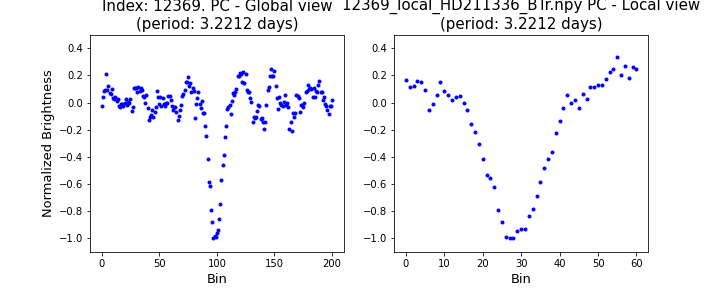 Index: 12369. PC - Global view
(period: 3.2212 days)
12369_local_HD211336_BTr.npy PC - Local view
(period: 3.2212 days)
Normalized Brightness
0.4
0.2
0.0
−0.2
−0.4
−0.6
−0.8
−1.0
0 50 100 150 200
Bin
0.4
0.2
0.0
−0.2
−0.4
−0.6
−0.8
−1.0
0 10 20 30 40 50 60
Bin